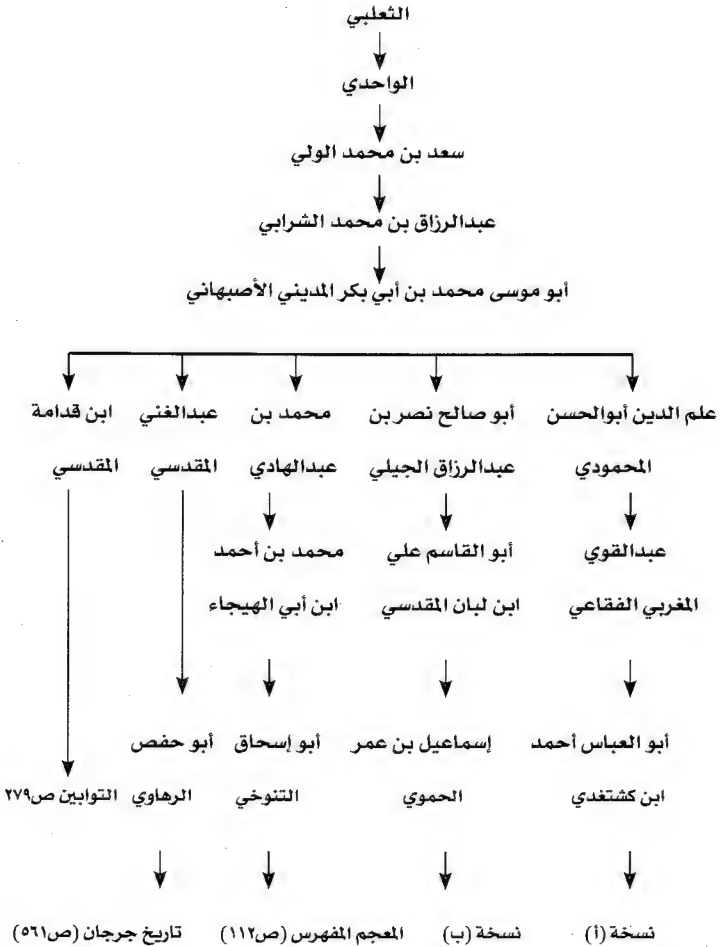 الثعلبي
الواحدي
سعد بن محمد الولي
عبدالرزاق بن محمد الشرابي
أبو موسى محمد بن أبي بكر المديني الأصبهاني
علم الدين أبوالحسن أبو صالح نصر بن محمد بن عبدالغني ابن قدامة
المحمودي عبدالرزاق الجيلي عبدالهادي المقدسي المقدسي
عبدالقوي أبو القاسم علي محمد بن أحمد
المغربي الفقاعي ابن لبان المقدسي ابن أبي الهيجاء
أبو العباس أحمد إسماعيل بن عمر أبو إسحاق أبو حفص
ابن كشتغدي الحموي التنوخي الرهاوي التوابين ص٢٧٩
نسخة (أ) نسخة (ب) المعجم المفهرس (ص١١٢) تاريخ جرجان (ص٥٦١)